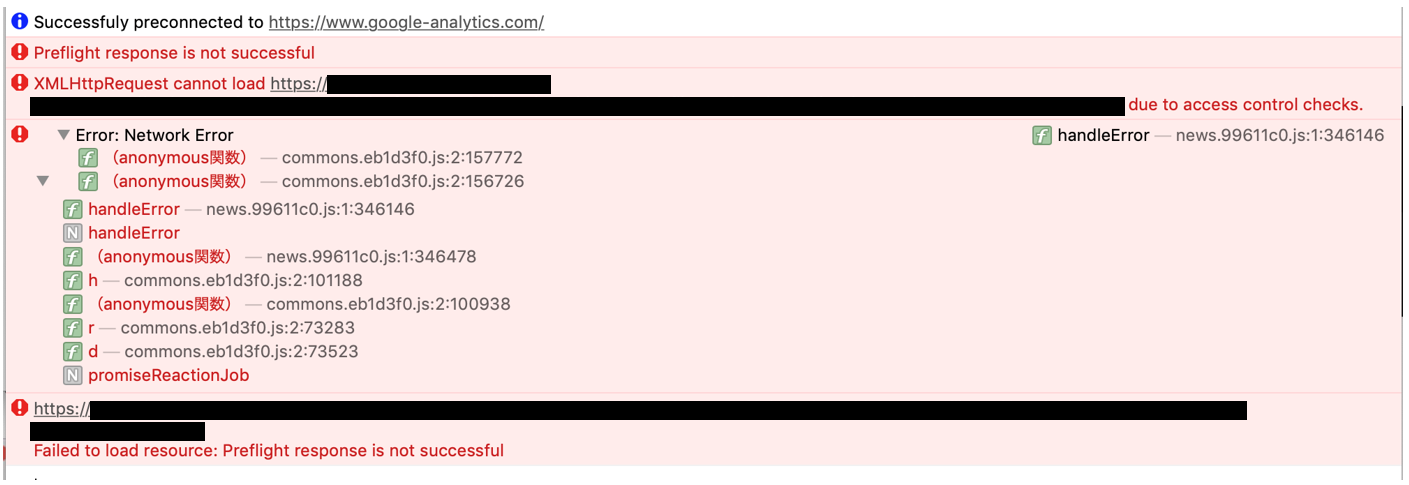 Successfuly preconnected to https://www.google-analytics.com/
Preflight response is not successful
XMLHttpRequest cannot load https://
due to access control checks.
Error: Network Error
handleError — news.99611c0.js:1:346146
（anonymous関数） — commons.eb1d3f0.js:2:157772
（anonymous関数） — commons.eb1d3f0.js:2:156726
handleError — news.99611c0.js:1:346146
N handleError
（anonymous関数） — news.99611c0.js:1:346478
h — commons.eb1d3f0.js:2:101188
（anonymous関数） — commons.eb1d3f0.js:2:100938
r — commons.eb1d3f0.js:2:73283
d — commons.eb1d3f0.js:2:73523
N promiseReactionJob
https://
Failed to load resource: Preflight response is not successful